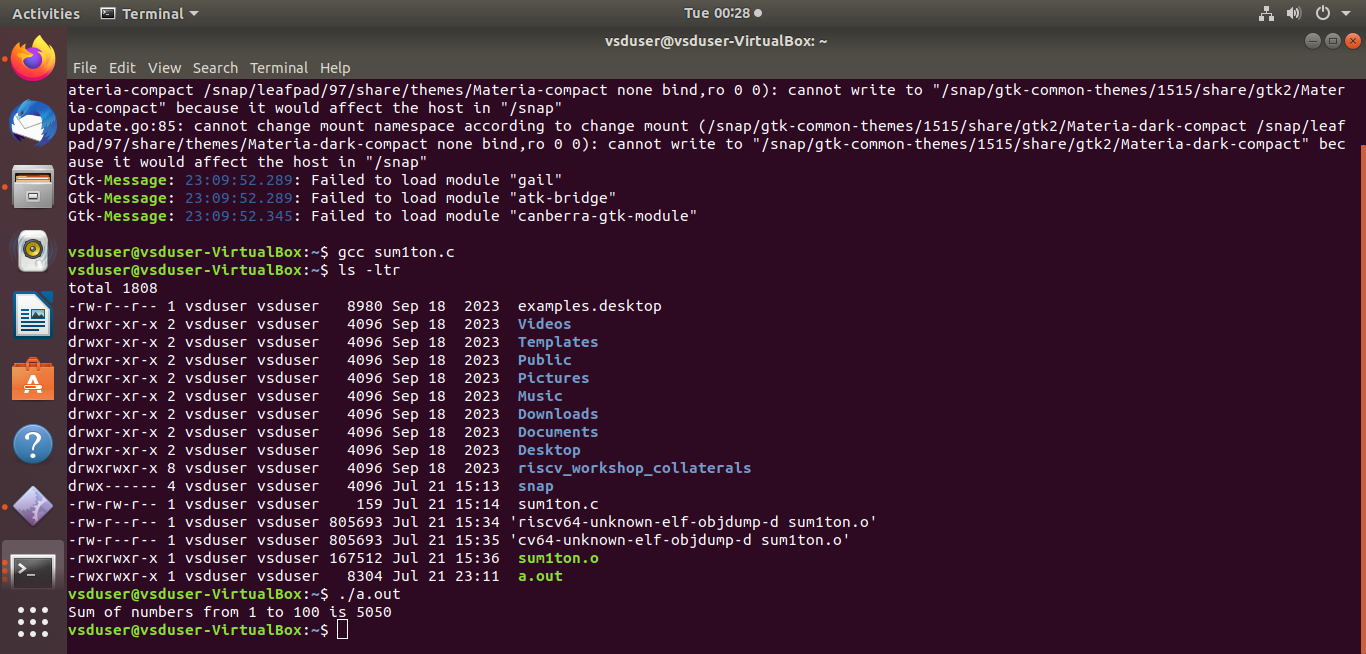 Activities Terminal Tue 00:28
vsduser@vsduser-VirtualBox: ~
File Edit View Search Terminal Help
ateria-compact /snap/leafpad/97/share/themes/Materia-compact none bind,ro 0 0): cannot write to "/snap/gtk-common-themes/1515/share/gtk2/Mater
ia-compact" because it would affect the host in "/snap"
update.go:85: cannot change mount namespace according to change mount (/snap/gtk-common-themes/1515/share/gtk2/Materia-dark-compact /snap/leaf
pad/97/share/themes/Materia-dark-compact none bind,ro 0 0): cannot write to "/snap/gtk-common-themes/1515/share/gtk2/Materia-dark-compact" bec
ause it would affect the host in "/snap"
Gtk-Message: 23:09:52.289: Failed to load module "gail"
Gtk-Message: 23:09:52.289: Failed to load module "atk-bridge"
Gtk-Message: 23:09:52.345: Failed to load module "canberra-gtk-module"
vsduser@vsduser-VirtualBox:~$ gcc sum1ton.c
vsduser@vsduser-VirtualBox:~$ ls -ltr
total 1808
-rw-r--r-- 1 vsduser vsduser   8980 Sep 18  2023  examples.desktop
drwxr-xr-x 2 vsduser vsduser   4096 Sep 18  2023  Videos
drwxr-xr-x 2 vsduser vsduser   4096 Sep 18  2023  Templates
drwxr-xr-x 2 vsduser vsduser   4096 Sep 18  2023  Public
drwxr-xr-x 2 vsduser vsduser   4096 Sep 18  2023  Pictures
drwxr-xr-x 2 vsduser vsduser   4096 Sep 18  2023  Music
drwxr-xr-x 2 vsduser vsduser   4096 Sep 18  2023  Downloads
drwxr-xr-x 2 vsduser vsduser   4096 Sep 18  2023  Documents
drwxr-xr-x 2 vsduser vsduser   4096 Sep 18  2023  Desktop
drwxrwxr-x 8 vsduser vsduser   4096 Sep 18  2023  riscv_workshop_collaterals
drwx------ 4 vsduser vsduser   4096 Jul 21 15:13  snap
-rw-rw-r-- 1 vsduser vsduser    159 Jul 21 15:14  sum1ton.c
-rw-r--r-- 1 vsduser vsduser 805693 Jul 21 15:34 'riscv64-unknown-elf-objdump-d sum1ton.o'
-rw-r--r-- 1 vsduser vsduser 805693 Jul 21 15:35 'cv64-unknown-elf-objdump-d sum1ton.o'
-rwxrwxr-x 1 vsduser vsduser 167512 Jul 21 15:36  sum1ton.o
-rwxrwxr-x 1 vsduser vsduser   8304 Jul 21 23:11  a.out
vsduser@vsduser-VirtualBox:~$ ./a.out
Sum of numbers from 1 to 100 is 5050
vsduser@vsduser-VirtualBox:~$